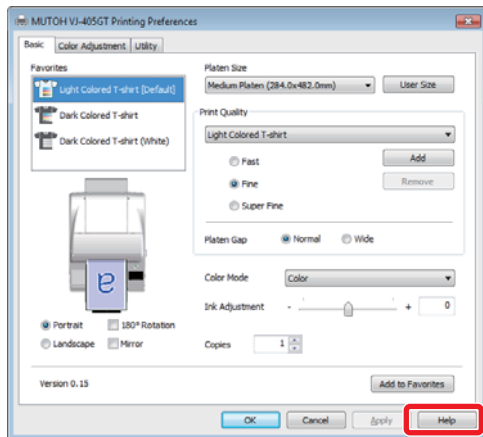 MUTOH VJ-405GT Printing Preferences
Basic Color Adjustment Utility
Favorites
Light Colored T-shirt [Default]
Dark Colored T-shirt
Dark Colored T-shirt (White)
a
Portrait 180° Rotation
Landscape Mirror
Platen Size
Medium Platen (284.0x482.0mm) User Size
Print Quality
Light Colored T-shirt
Fast Add
Fine Remove
Super Fine
Platen Gap Normal Wide
Color Mode Color
Ink Adjustment - + 0
Copies 1
Version 0.15 Add to Favorites
OK Cancel Apply Help